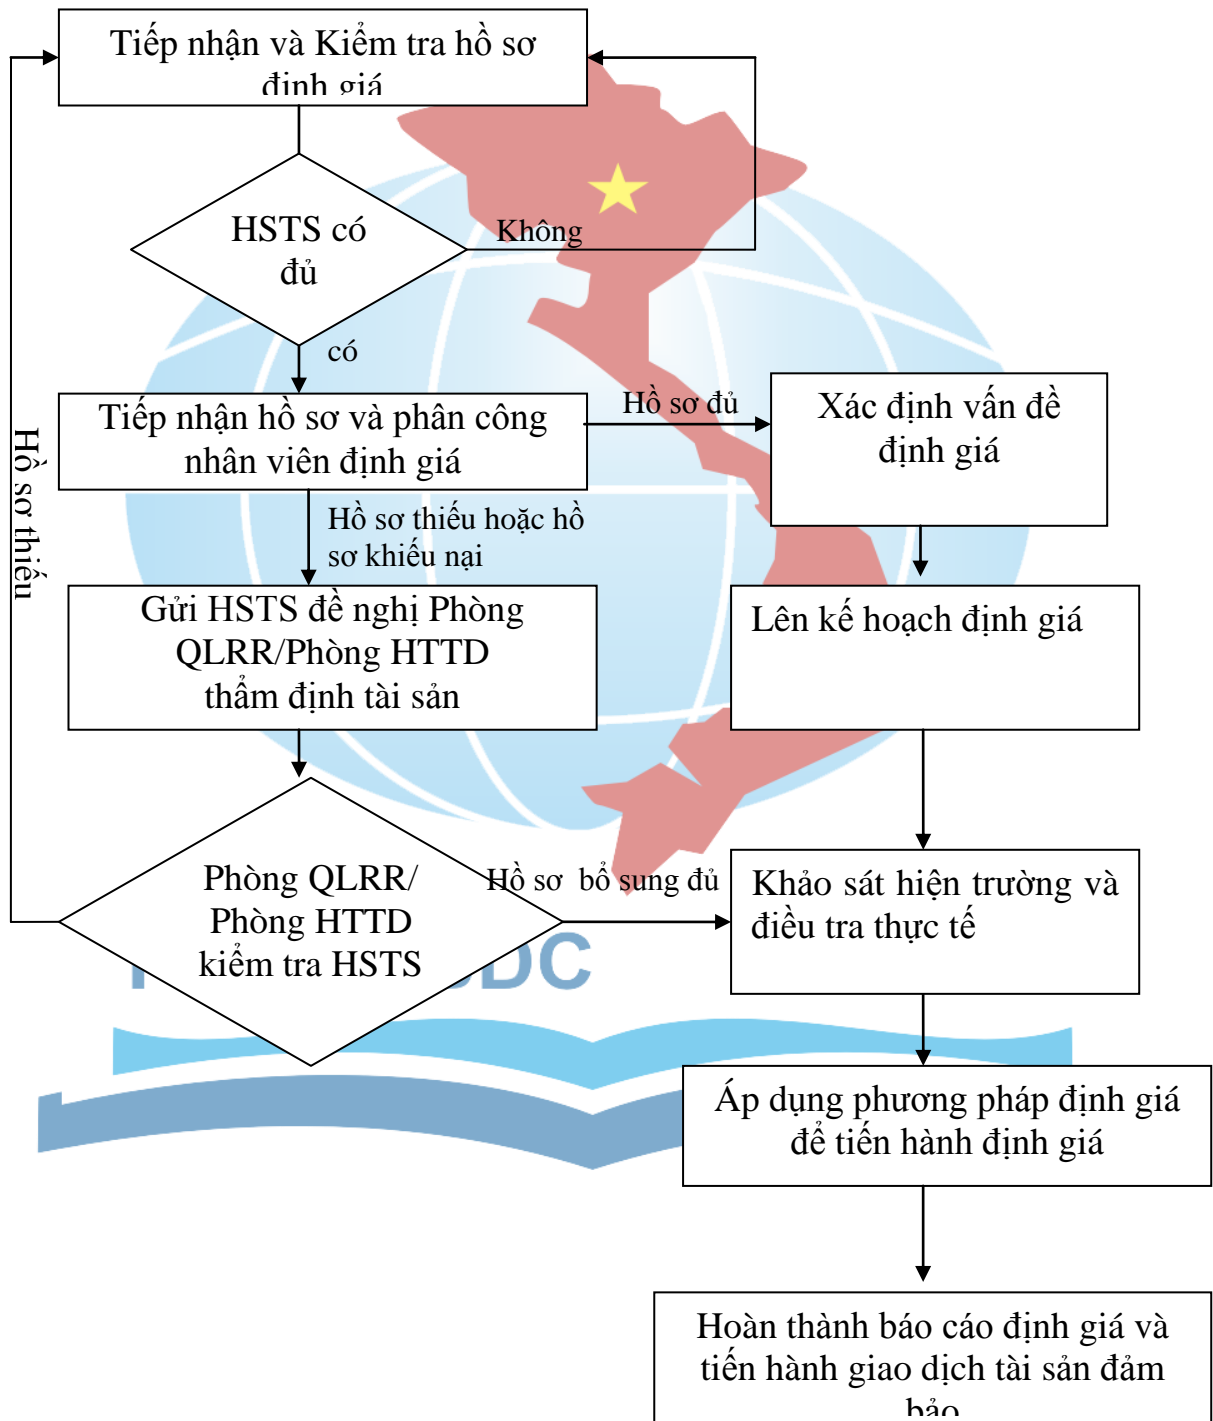 Tiếp nhận và Kiểm tra hồ sơ
định giá
HSTS có
đủ
Không
có
Tiếp nhận hồ sơ và phân công
nhân viên định giá
Hồ sơ đủ
Xác định vấn đề
định giá
Hồ sơ thiếu
Hồ sơ thiếu hoặc hồ
sơ khiếu nại
Gửi HSTS đề nghị Phòng
QLRR/Phòng HTTD
thẩm định tài sản
Lên kế hoạch định giá
Phòng QLRR/
Phòng HTTD
kiểm tra HSTS
Hồ sơ bổ sung đủ
Khảo sát hiện trường và
điều tra thực tế
Áp dụng phương pháp định giá
để tiến hành định giá
Hoàn thành báo cáo định giá và
tiến hành giao dịch tài sản đảm
bảo